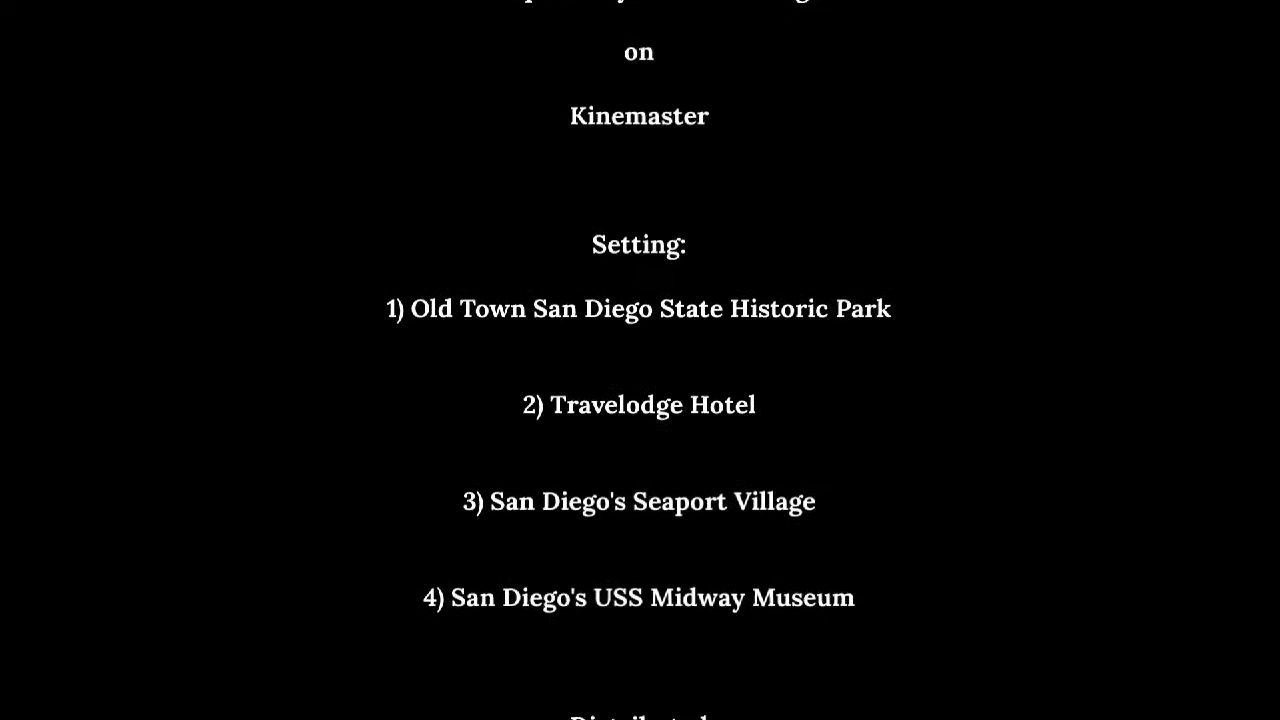 on
Kinemaster
Setting:
1) Old Town San Diego State Historic Park
2) Travelodge Hotel
3) San Diego's Seaport Village
4) San Diego's USS Midway Museum